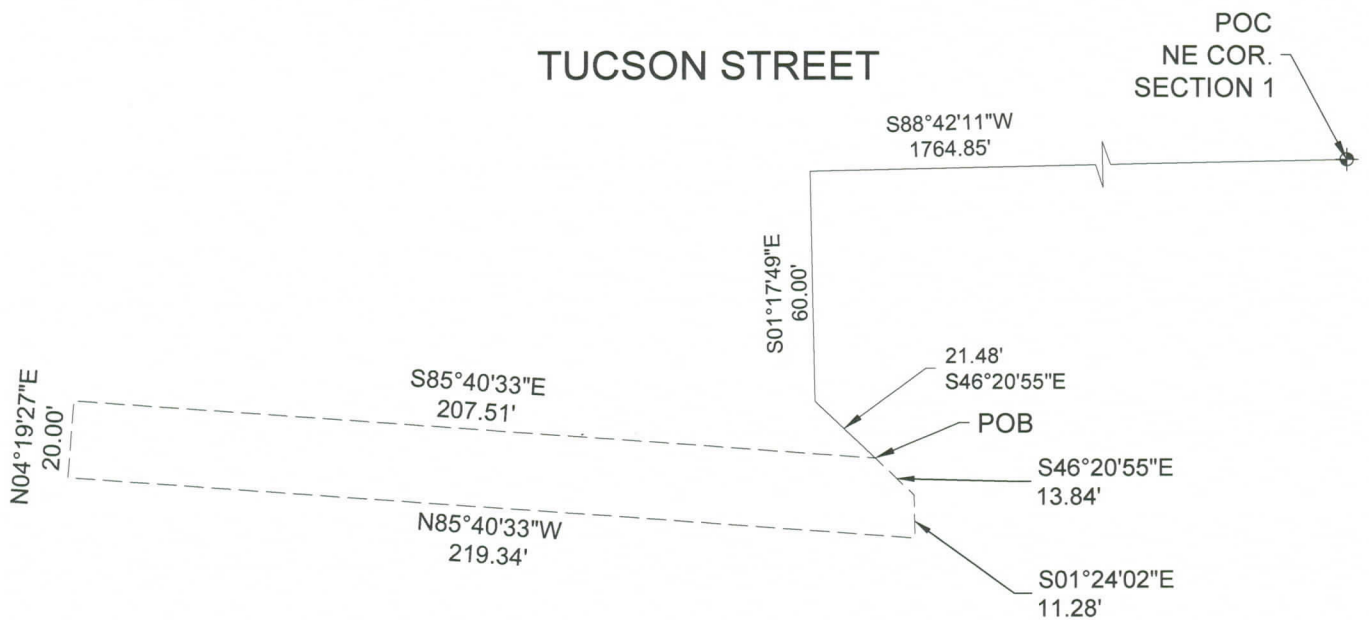 TUCSON STREET
POC
NE COR.
SECTION 1
S88°42'11"W
1764.85'
S01°17'49"E
60.00'
21.48'
S46°20'55"E
POB
S46°20'55"E
13.84'
S85°40'33"E
207.51'
N04°19'27"E
20.00'
N85°40'33"W
219.34'
S01°24'02"E
11.28'